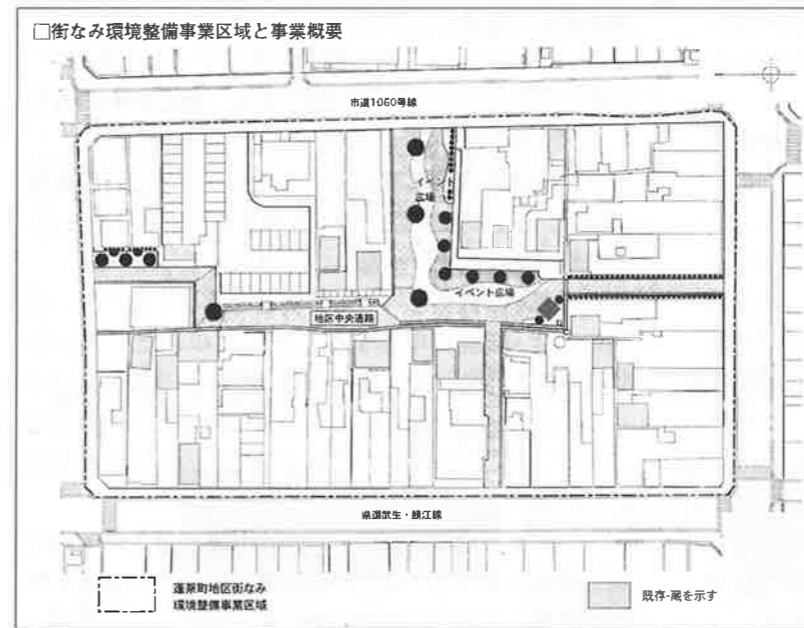 □街なみ環境整備事業区域と事業概要
市道1060号線
イベント
広場
イベント広場
地区中央通路
県道武生・鯖江線
蓬莱町地区街なみ
環境整備事業区域
既存-蔵を示す